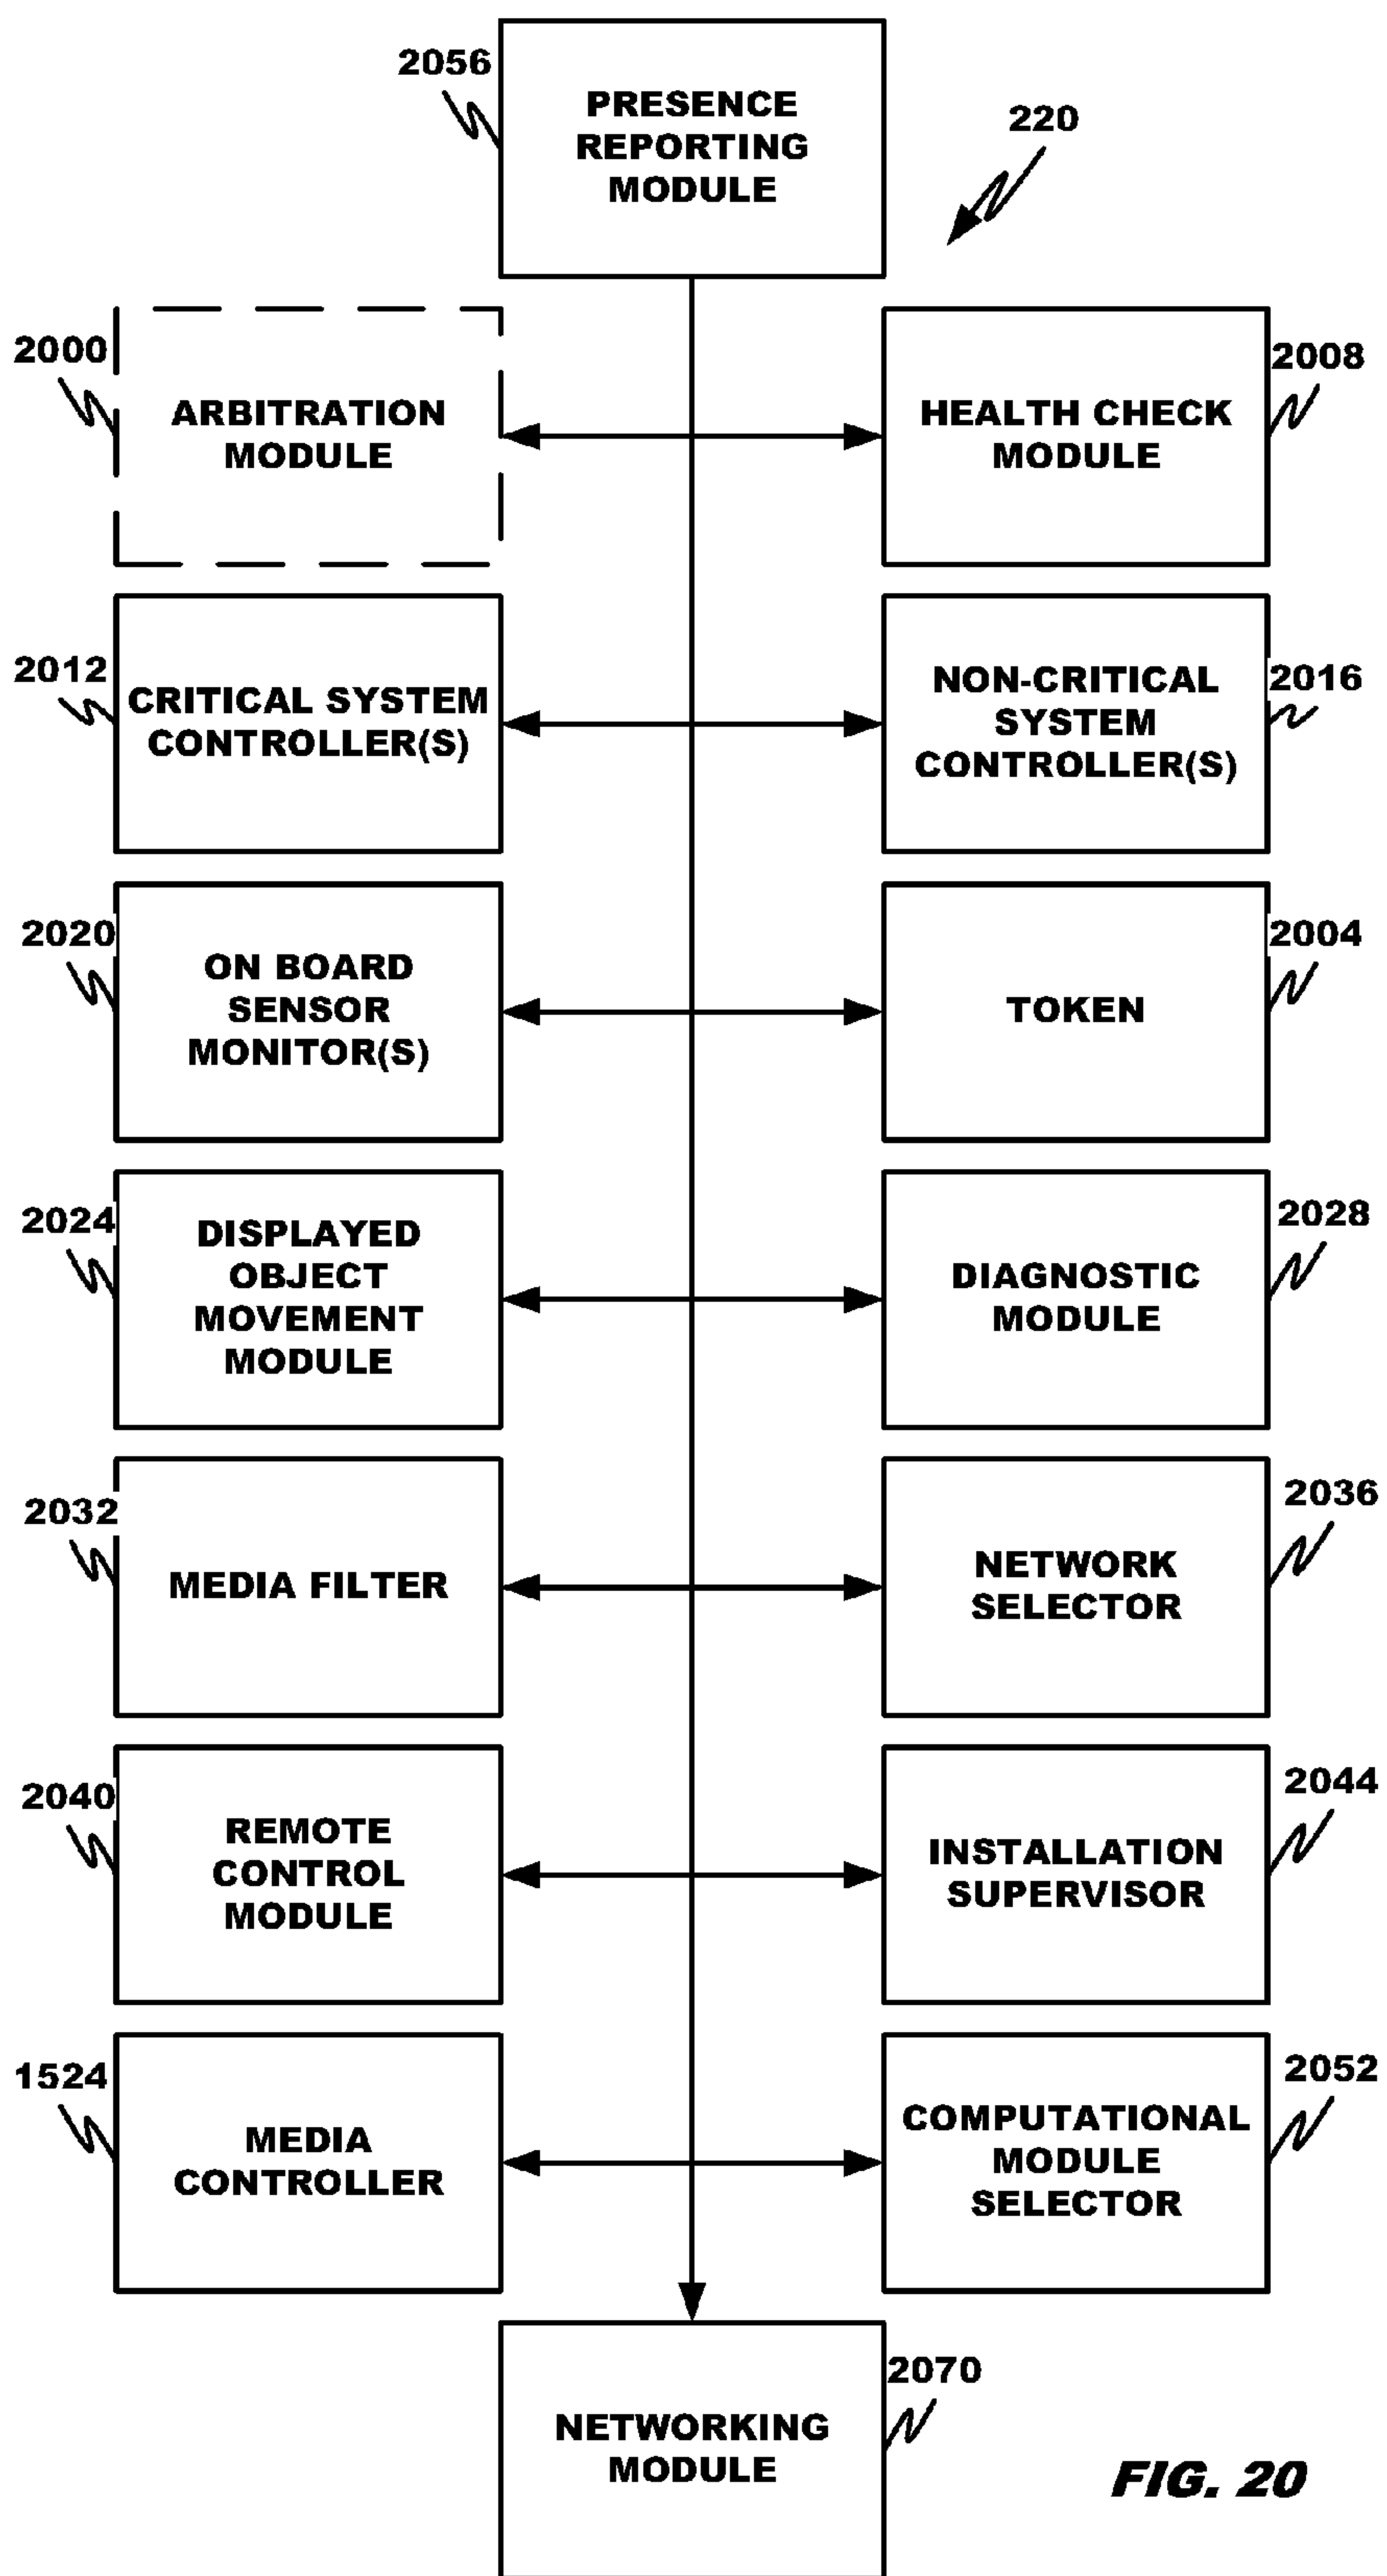 2056
PRESENCE
REPORTING
MODULE
220
2000
ARBITRATION
MODULE
HEALTH CHECK
MODULE
2008
2012
CRITICAL SYSTEM
CONTROLLER(S)
NON-CRITICAL
SYSTEM
CONTROLLER(S)
2016
2020
ON BOARD
SENSOR
MONITOR(S)
TOKEN
2004
2024
DISPLAYED
OBJECT
MOVEMENT
MODULE
DIAGNOSTIC
MODULE
2028
2032
MEDIA FILTER
NETWORK
SELECTOR
2036
2040
REMOTE
CONTROL
MODULE
INSTALLATION
SUPERVISOR
2044
1524
MEDIA
CONTROLLER
COMPUTATIONAL
MODULE
SELECTOR
2052
NETWORKING
MODULE
2070
FIG. 20